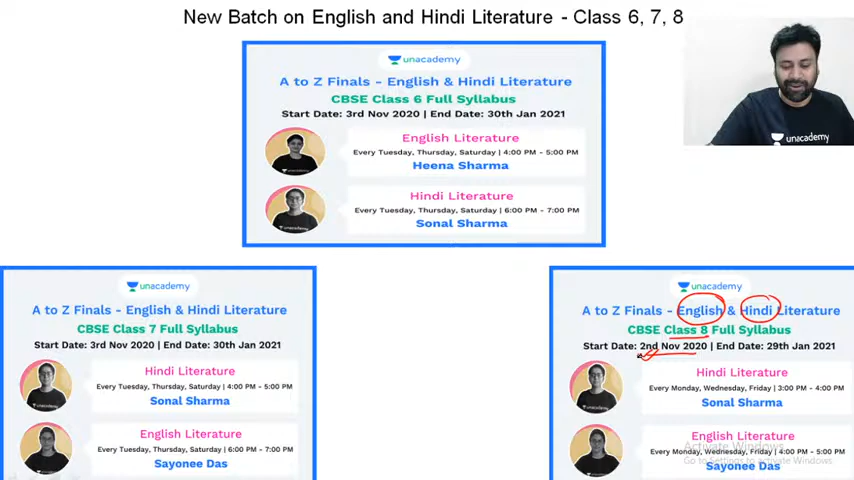 New Batch on English and Hindi Literature - Class 6, 7, 8
unacademy
A to Z Finals - English & Hindi Literature
CBSE Class 6 Full Syllabus
Start Date: 3rd Nov 2020 | End Date: 30th Jan 2021
English Literature
Every Tuesday, Thursday, Saturday | 4:00 PM - 5:00 PM
Heena Sharma
Hindi Literature
Every Tuesday, Thursday, Saturday | 6:00 PM - 7:00 PM
Sonal Sharma
unacademy
unacademy
A to Z Finals - English & Hindi Literature
CBSE Class 7 Full Syllabus
Start Date: 3rd Nov 2020 | End Date: 30th Jan 2021
Hindi Literature
Every Tuesday, Thursday, Saturday | 4:00 PM - 5:00 PM
Sonal Sharma
English Literature
Every Tuesday, Thursday, Saturday | 6:00 PM - 7:00 PM
Sayonee Das
unacademy
A to Z Finals - English & Hindi Literature
CBSE Class 8 Full Syllabus
Start Date: 2nd Nov 2020 | End Date: 29th Jan 2021
Hindi Literature
Every Monday, Wednesday, Friday | 3:00 PM - 4:00 PM
Sonal Sharma
English Literature
Every Monday, Wednesday, Friday | 4:00 PM - 5:00 PM
Sayonee Das
Activate Windows
Go to Settings to activate Windows.